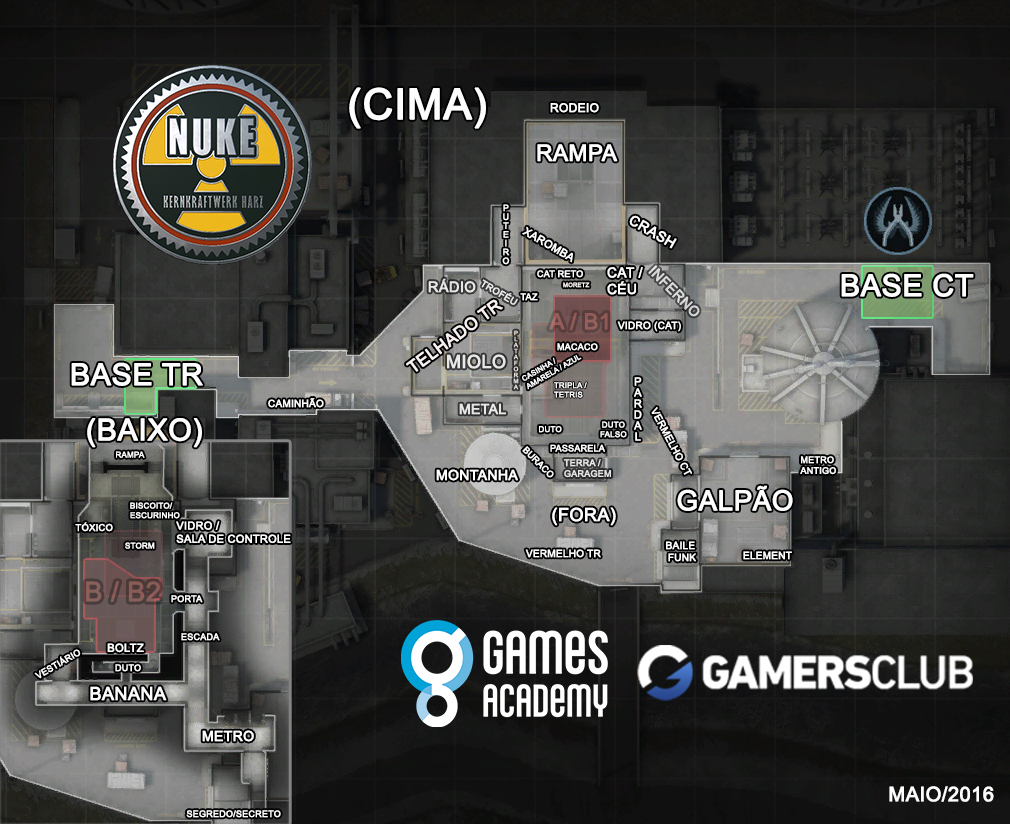 NUKE
KERNKRAFTWERK HARZ
(CIMA)
RODEIO
RAMPA
PUTEIRO
XAROMBA
CRASH
CAT RETO
MORETZ
CAT /
CÉU
INFERNO
RÁDIO
TROFÉU
TAZ
TELHADO TR
A / B1
VIDRO (CAT)
BASE CT
MIOLO
PLATAFORMA
MACACO
CASINHA /
AMARELA / AZUL
TRIPLA /
TETRIS
PARDAL
BASE TR
CAMINHÃO
METAL
DUTO
DUTO
FALSO
VERMELHO CT
PASSARELA
BURACO
TERRA /
GARAGEM
MONTANHA
METRO
ANTIGO
GALPÃO
(FORA)
VERMELHO TR
BAILE
FUNK
ELEMENT
(BAIXO)
RAMPA
BISCOITO/
ESCURINHO
TÓXICO
VIDRO /
SALA DE CONTROLE
STORM
B / B2
PORTA
ESCADA
BOLTZ
VESTIÁRIO
DUTO
BANANA
METRO
SEGREDO/SECRETO
GAMES
ACADEMY
GAMERSCLUB
MAIO/2016